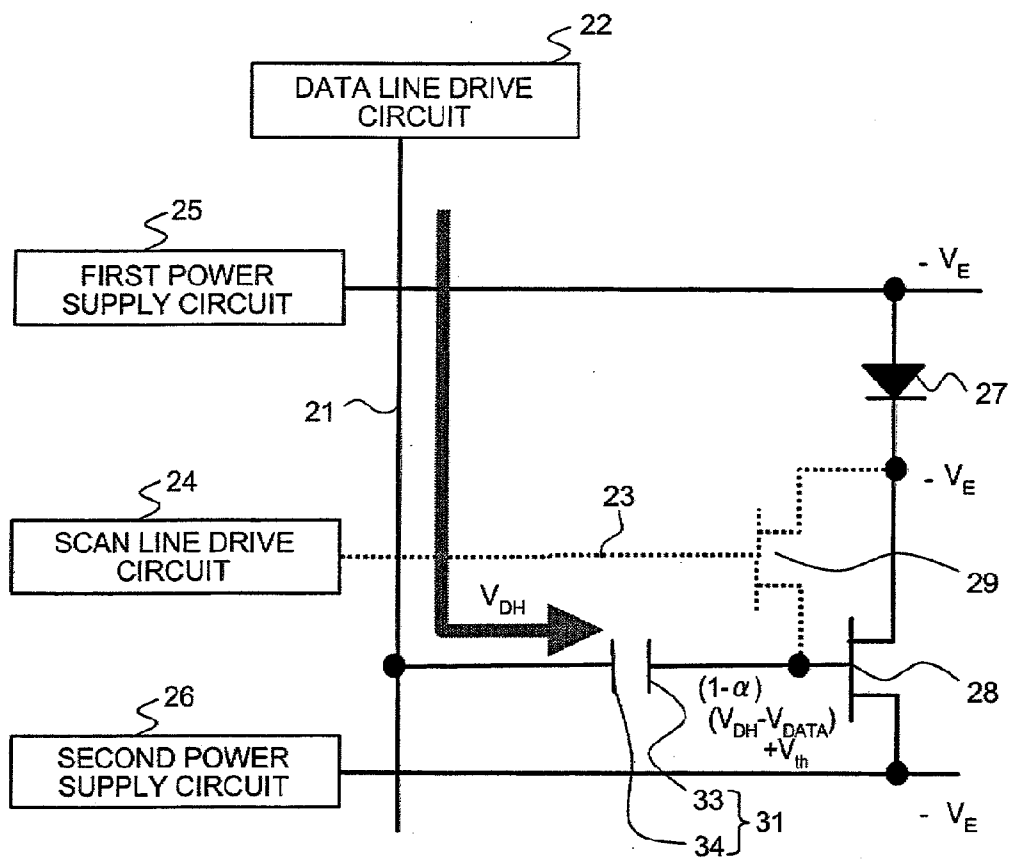 22
DATA LINE DRIVE
CIRCUIT
25
FIRST POWER
SUPPLY CIRCUIT
- V_E
27
21
- V_E
24
SCAN LINE DRIVE
CIRCUIT
23
29
V_DH
28
26
SECOND POWER
SUPPLY CIRCUIT
(1-α)
(V_DH-V_DATA)
+V_th
33
34
31
- V_E